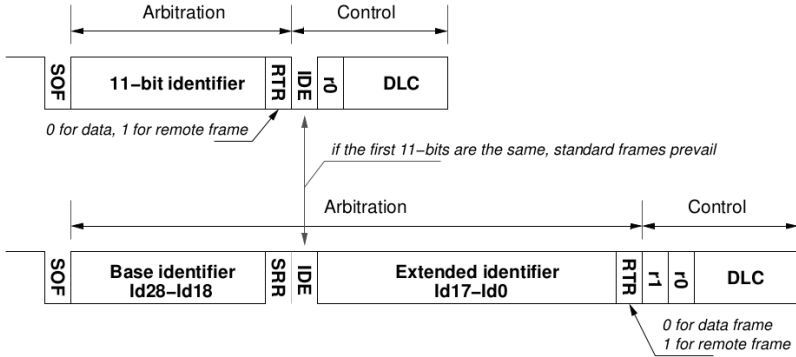 Arbitration Control
SOF 11−bit identifier RTR IDE r0 DLC
0 for data, 1 for remote frame
if the first 11−bits are the same, standard frames prevail
Arbitration Control
SOF Base identifier SRR IDE Extended identifier RTR r1 r0 DLC
Id28−Id18 Id17−Id0
0 for data frame
1 for remote frame